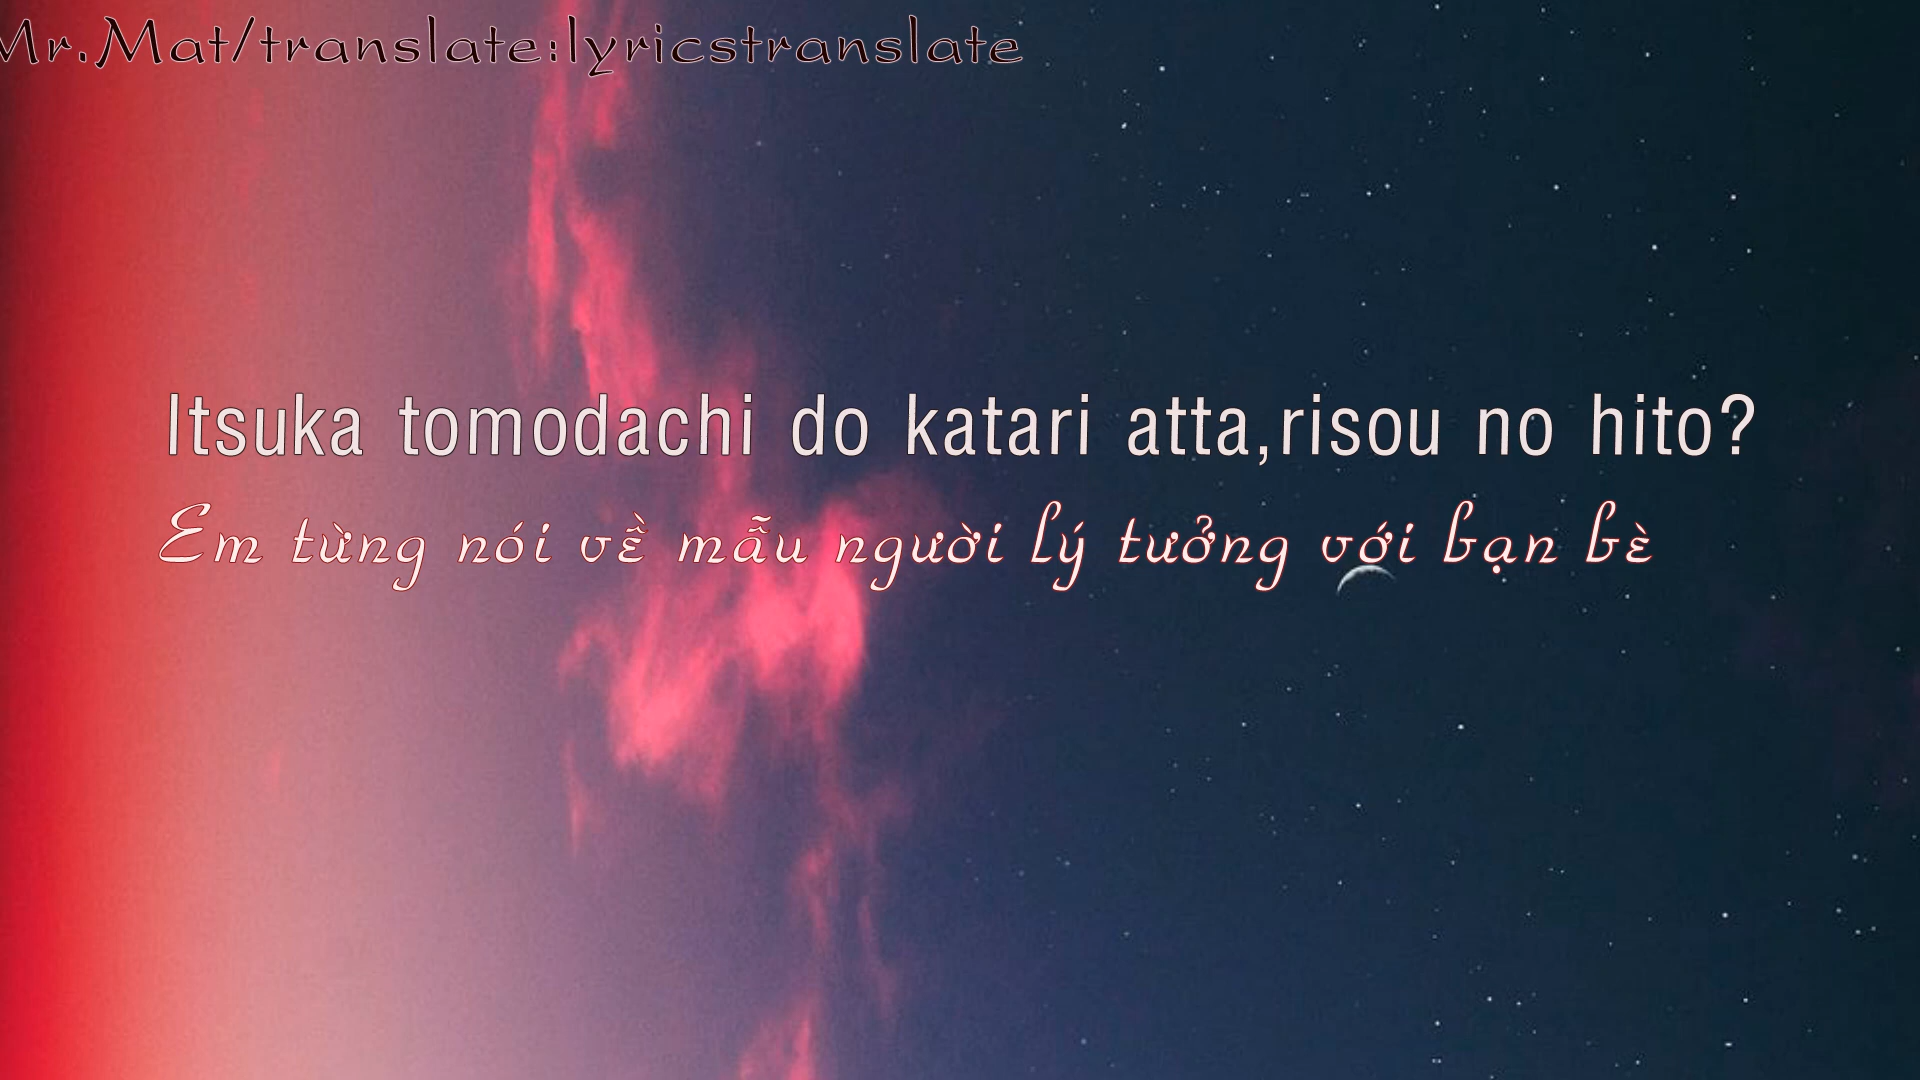 Mr.Mat/translate:lyricstranslate
Itsuka tomodachi do katari atta,risou no hito?
Em từng nói về mẫu người lý tưởng với bạn bè